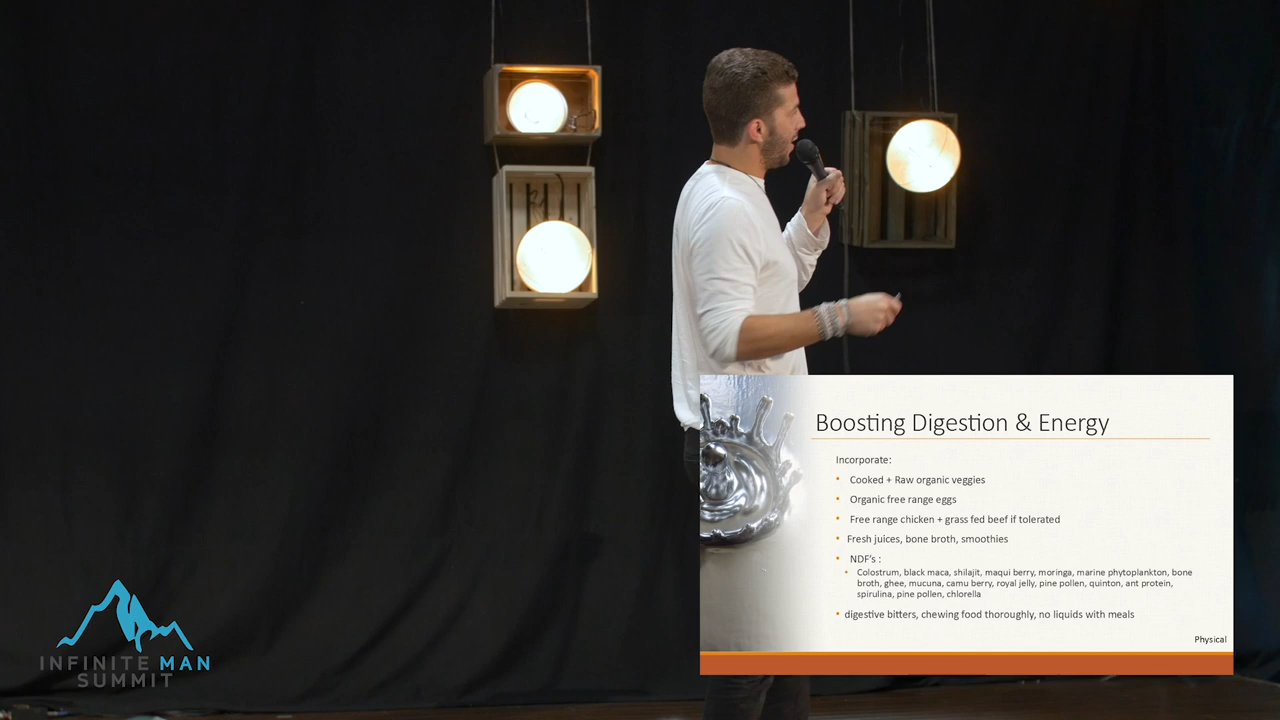 Boosting Digestion & Energy
Incorporate:
• Cooked + Raw organic veggies
• Organic free range eggs
• Free range chicken + grass fed beef if tolerated
• Fresh juices, bone broth, smoothies
• NDF's :
• Colostrum, black maca, shilajit, maqui berry, moringa, marine phytoplankton, bone
broth, ghee, mucuna, camu berry, royal jelly, pine pollen, quinton, ant protein,
spirulina, pine pollen, chlorella
• digestive bitters, chewing food thoroughly, no liquids with meals
Physical
INFINITE MAN
SUMMIT